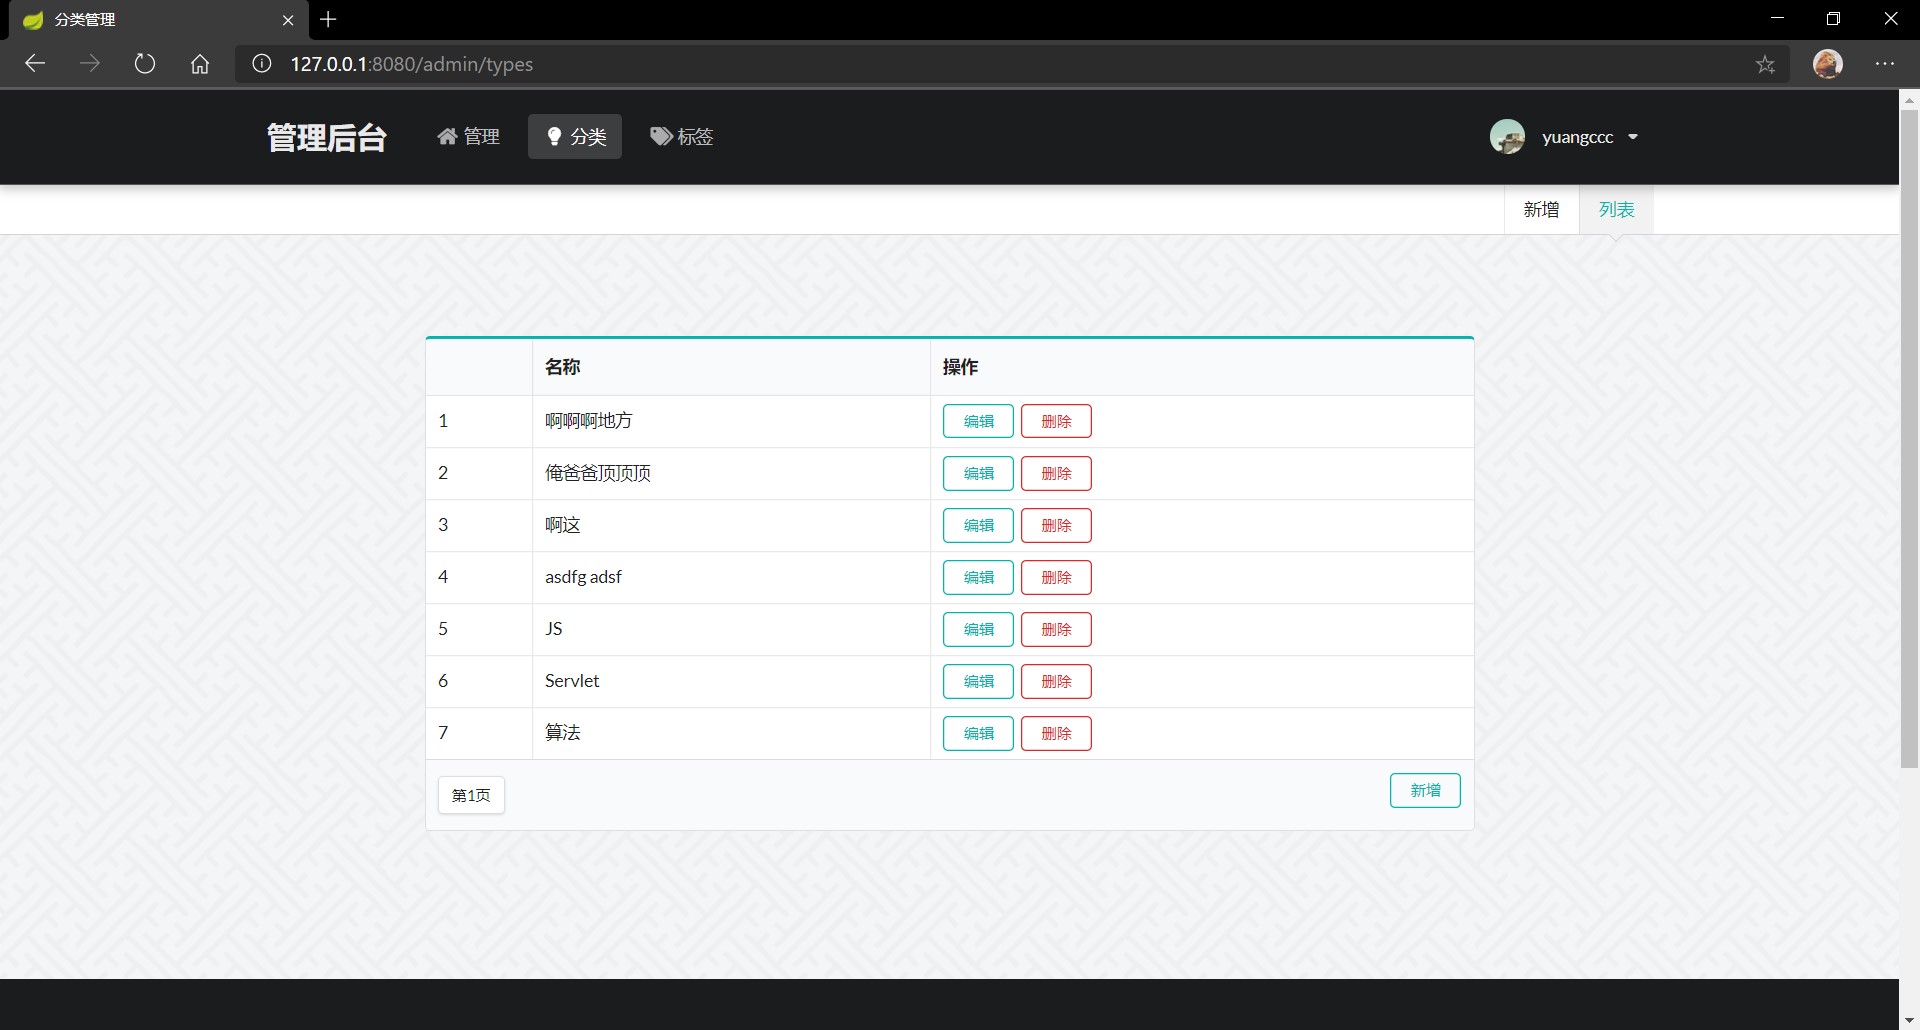 分类管理
127.0.0.1:8080/admin/types
管理后台 管理 分类 标签 yuangccc
新增 列表
名称 操作
1 啊啊啊地方 编辑 删除
2 俺爸爸顶顶顶 编辑 删除
3 啊这 编辑 删除
4 asdfg adsf 编辑 删除
5 JS 编辑 删除
6 Servlet 编辑 删除
7 算法 编辑 删除
第1页 新增